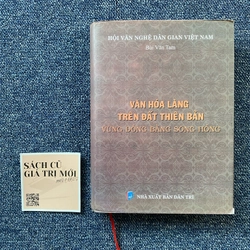 HỘI VĂN NGHỆ DÂN GIAN VIỆT NAM
Bùi Văn Tam
VĂN HÓA LÀNG
TRÊN ĐẤT THIÊN BẢN
VÙNG ĐỒNG BẰNG SÔNG HỒNG
NHÀ XUẤT BẢN DÂN TRÍ
SÁCH CŨ
GIÁ TRỊ MỚI